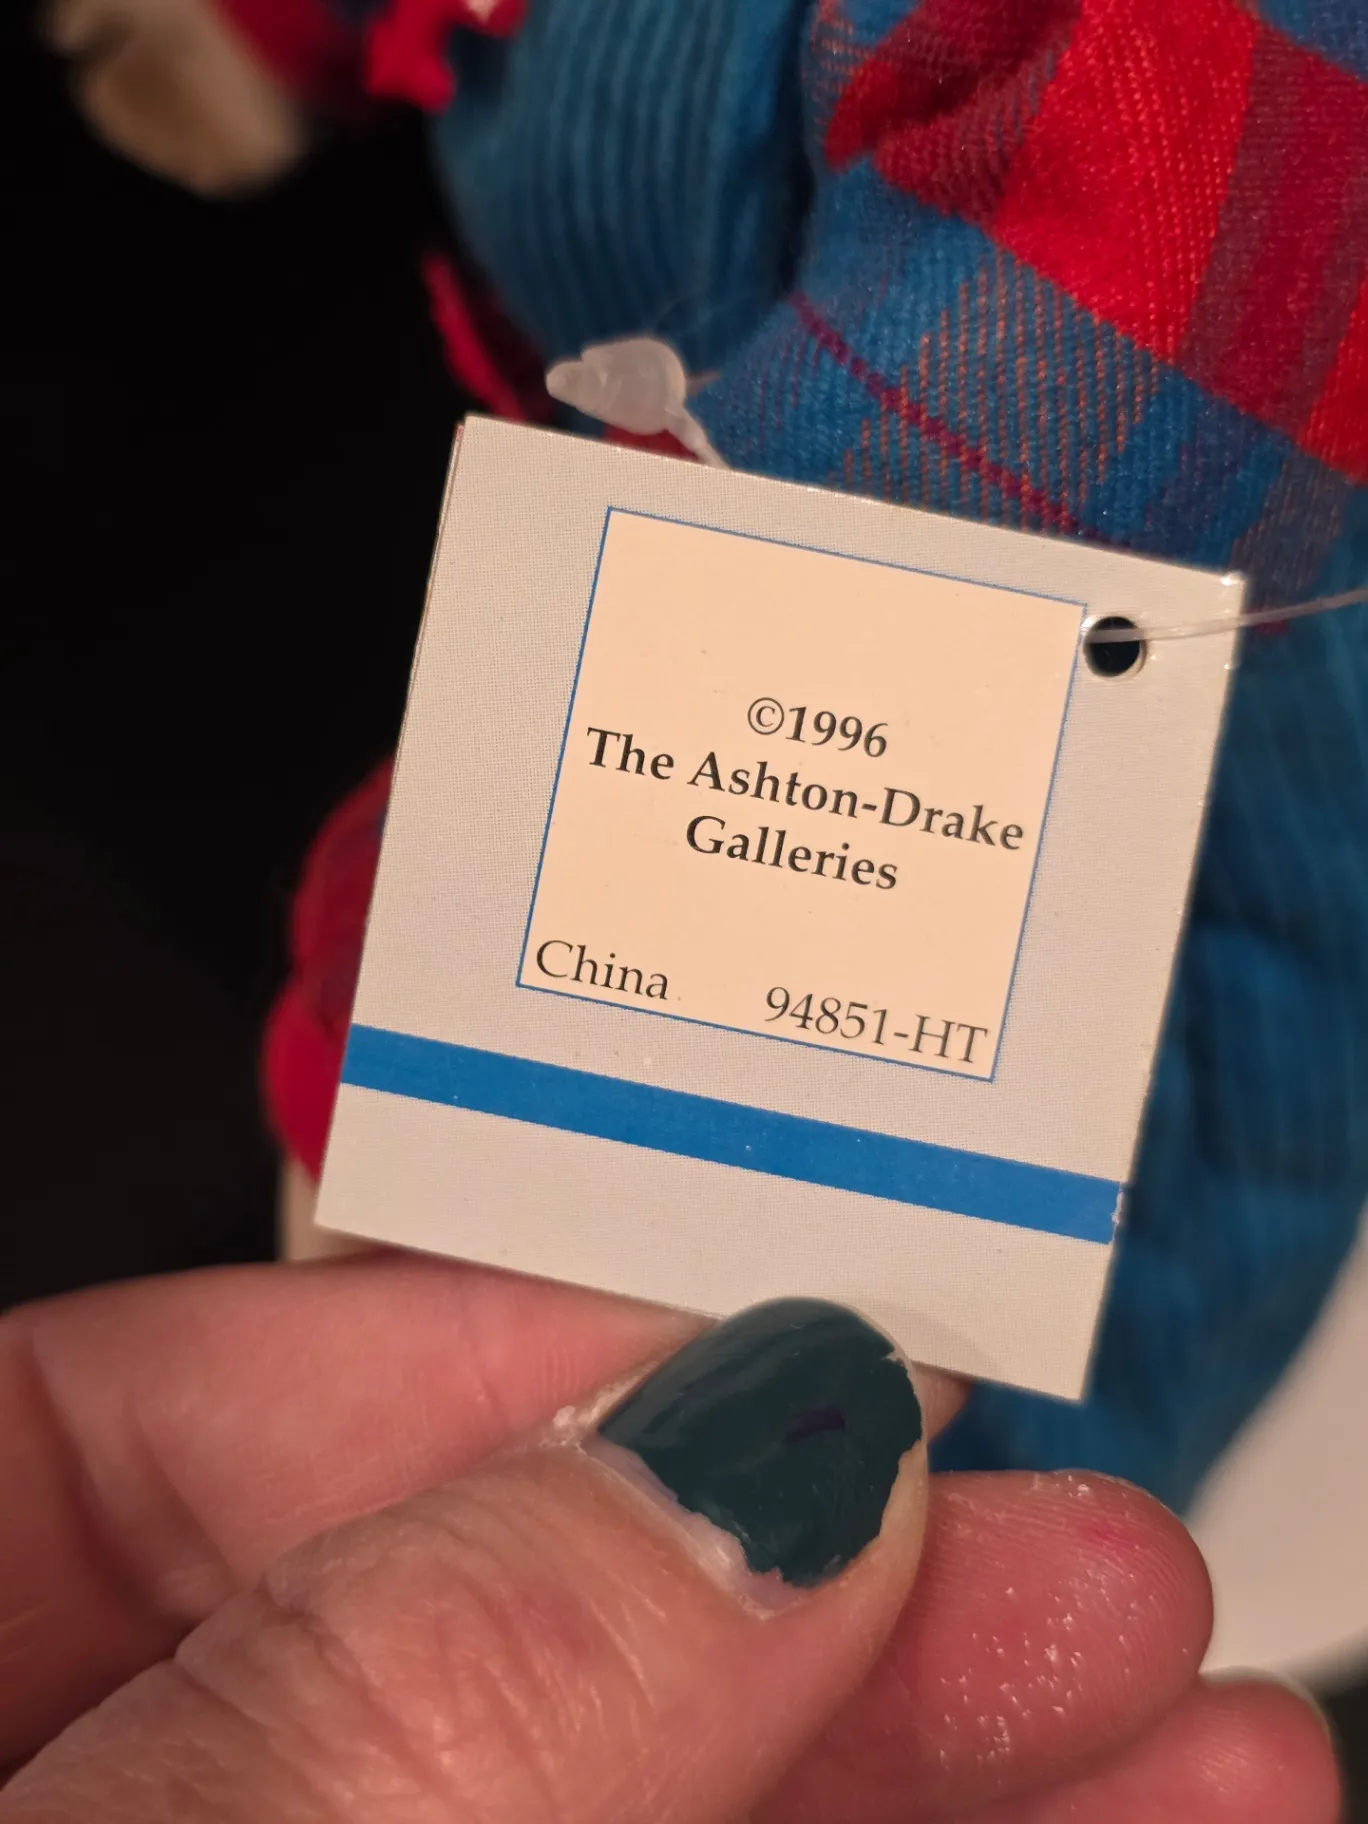 ©1996
The Ashton-Drake
Galleries
China 94851-HT